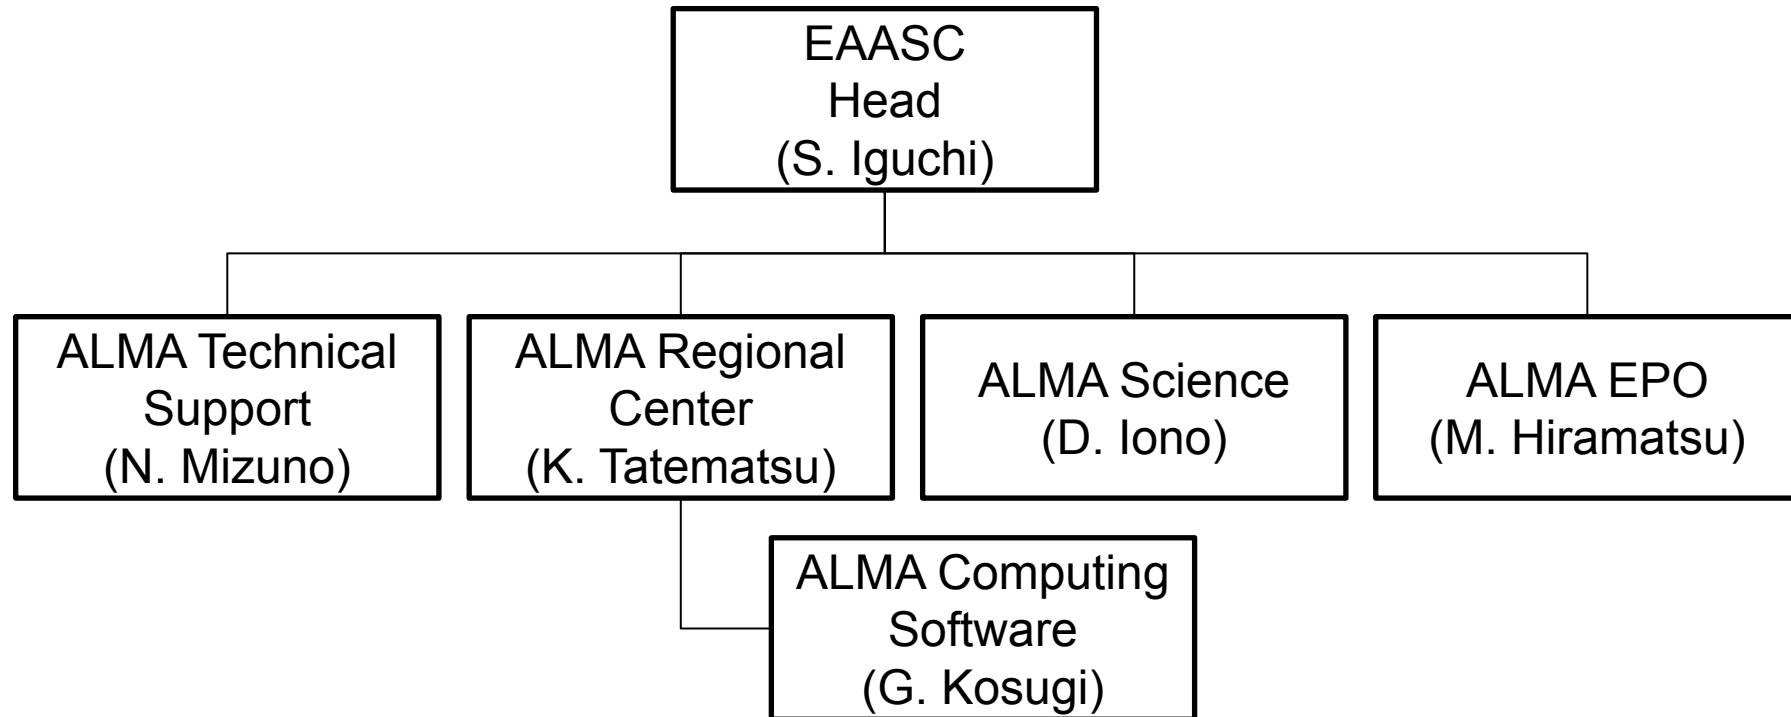 EAASC
Head
(S. Iguchi)
ALMA Technical
Support
(N. Mizuno)
ALMA Regional
Center
(K. Tatematsu)
ALMA Science
(D. Iono)
ALMA EPO
(M. Hiramatsu)
ALMA Computing
Software
(G. Kosugi)